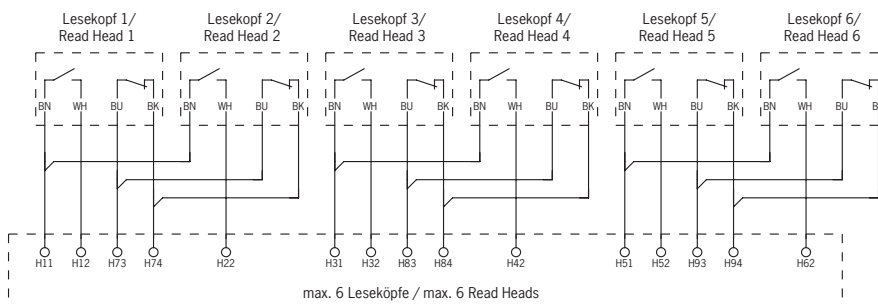 Lesekopf 1/
Read Head 1
Lesekopf 2/
Read Head 2
Lesekopf 3/
Read Head 3
Lesekopf 4/
Read Head 4
Lesekopf 5/
Read Head 5
Lesekopf 6/
Read Head 6
BN WH BU BK BN WH BU BK BN WH BU BK BN WH BU BK BN WH BU BK BN WH BU
H11 H12 H73 H74 H22 H31 H32 H83 H84 H42 H51 H52 H93 H94 H62
max. 6 Leseköpfe / max. 6 Read Heads